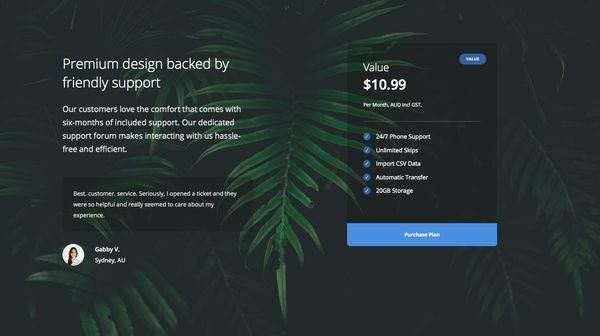 Premium design backed by
friendly support
Our customers love the comfort that comes with
six-months of included support. Our dedicated
support forum makes interacting with us hassle-
free and efficient.
Best. customer. service. Seriously, I opened a ticket and they
were so helpful and really seemed to care about my
experience.
Gabby V.
Sydney, AU
VALUE
Value
$10.99
Per Month, AUD Incl GST.
24/7 Phone Support
Unlimited Skips
Import CSV Data
Automatic Transfer
20GB Storage
Purchase Plan